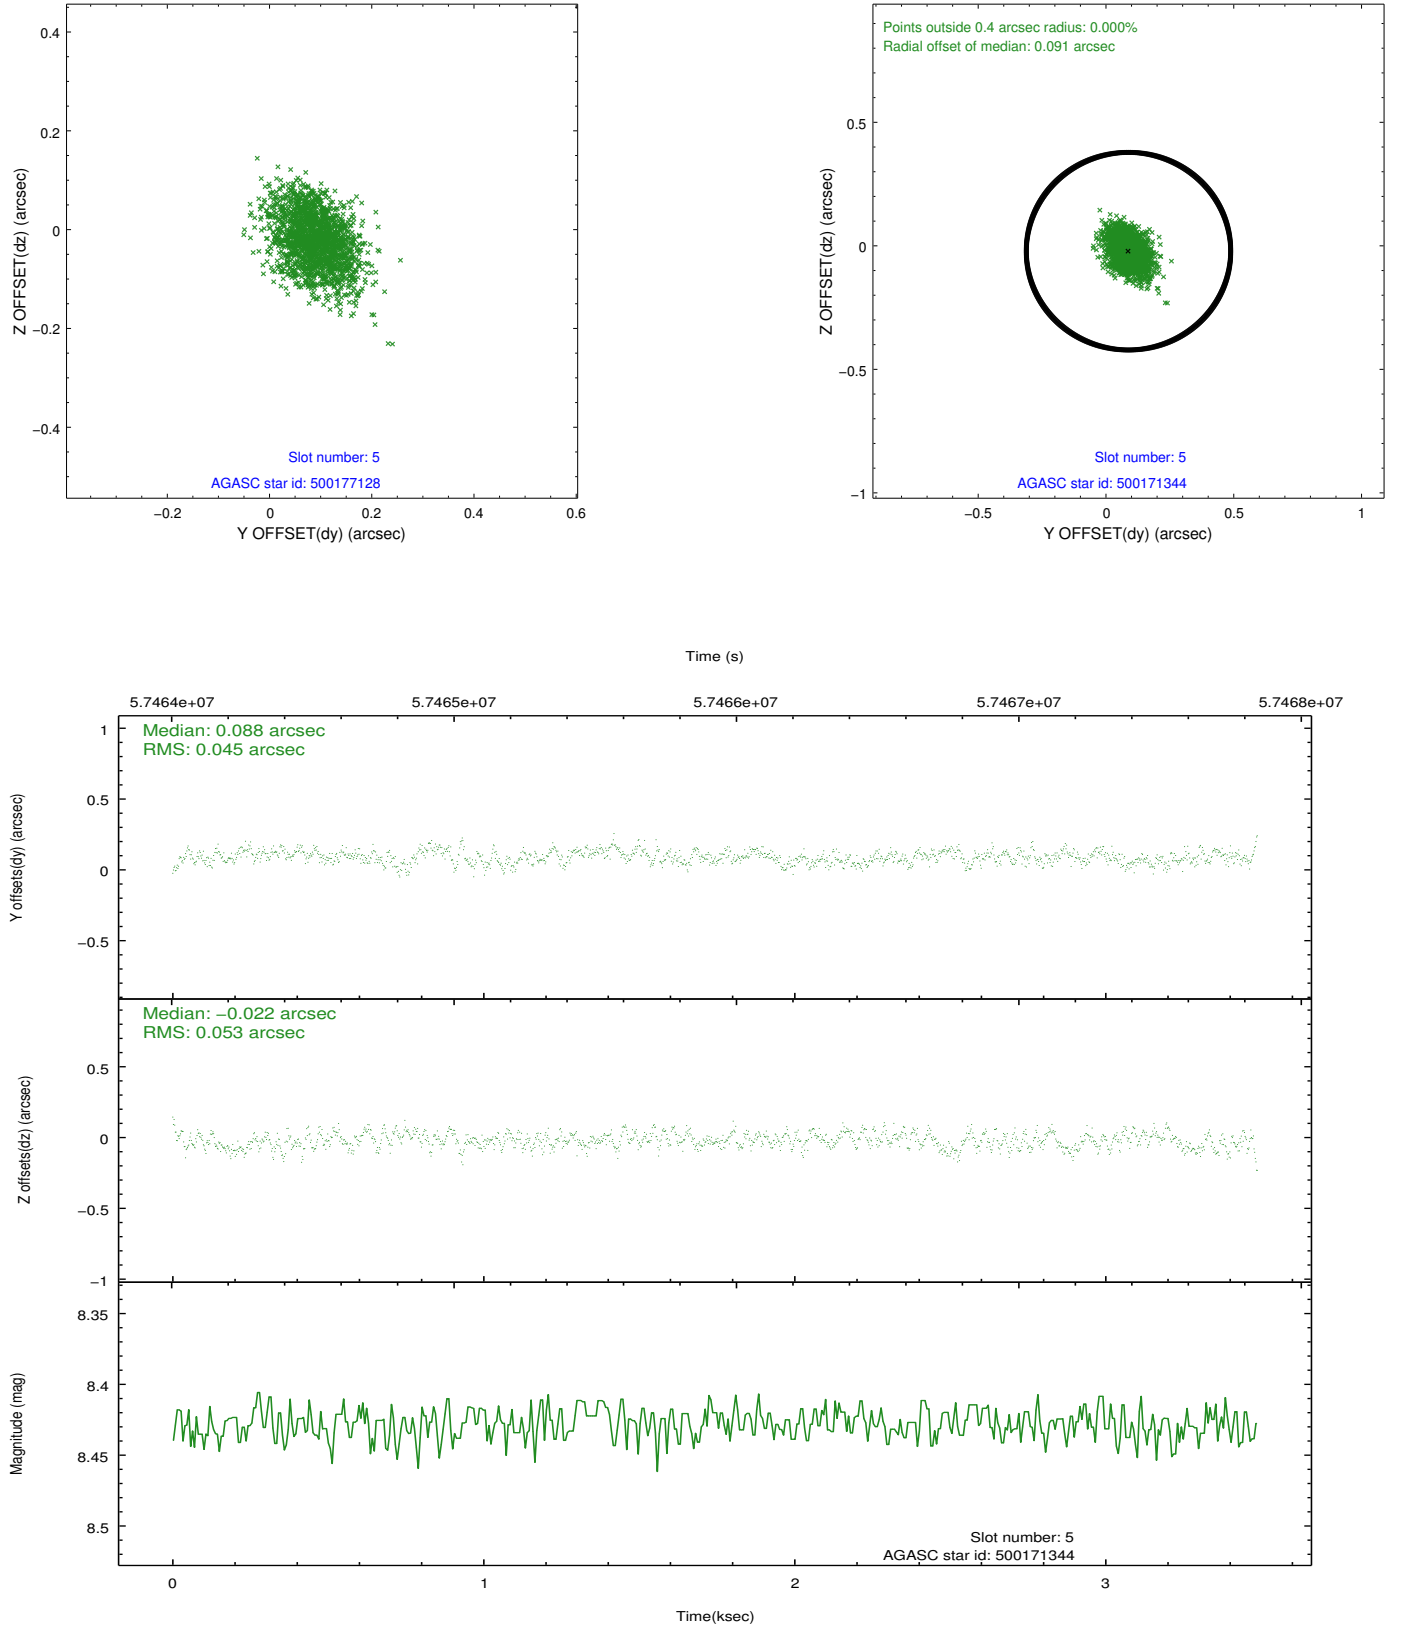 0.4
0.2
0
−0.2
−0.4
Z OFFSET(dz) (arcsec)
Slot number: 5
AGASC star id: 500177128
−0.2 0 0.2 0.4 0.6
Y OFFSET(dy) (arcsec)
Points outside 0.4 arcsec radius: 0.000%
Radial offset of median: 0.091 arcsec
0.5
0
−0.5
−1
Z OFFSET(dz) (arcsec)
Slot number: 5
AGASC star id: 500171344
−0.5 0 0.5 1
Y OFFSET(dy) (arcsec)
Time (s)
5.7464e+07 5.7465e+07 5.7466e+07 5.7467e+07 5.7468e+07
Median: 0.088 arcsec
RMS: 0.045 arcsec
1
0.5
0
−0.5
Y offsets(dy) (arcsec)
Median: −0.022 arcsec
RMS: 0.053 arcsec
0.5
0
−0.5
−1
Z offsets(dz) (arcsec)
8.35
8.4
8.45
8.5
Magnitude (mag)
Slot number: 5
AGASC star id: 500171344
0 1 2 3
Time(ksec)